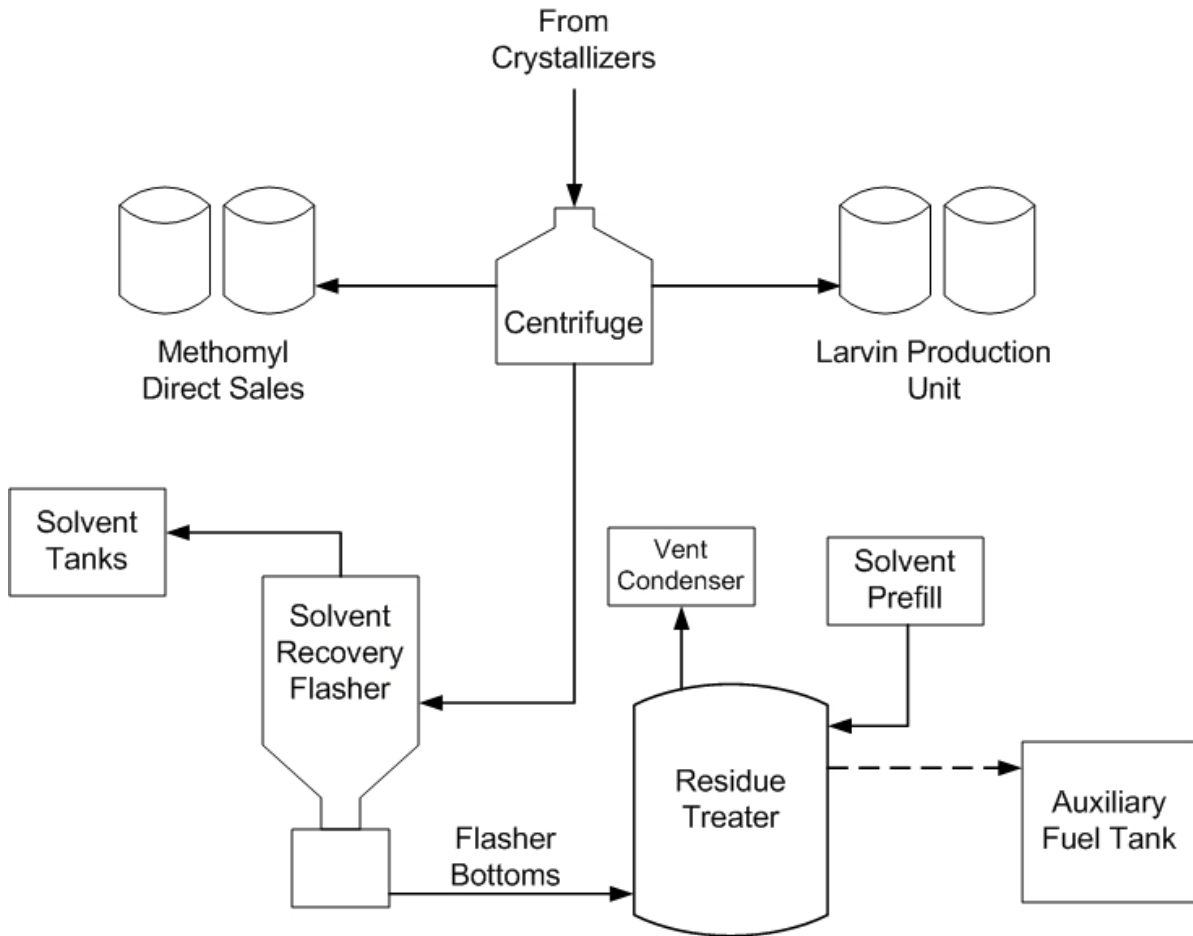 From
Crystallizers
Centrifuge
Methomyl
Direct Sales
Larvin Production
Unit
Solvent
Tanks
Solvent
Recovery
Flasher
Vent
Condenser
Solvent
Prefill
Residue
Treater
Auxiliary
Fuel Tank
Flasher
Bottoms